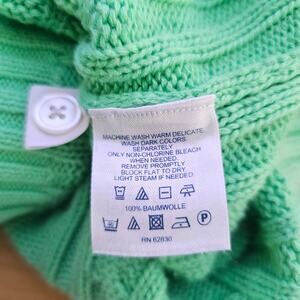 MACHINE WASH WARM DELICATE.
WASH DARK COLORS
SEPARATELY
ONLY NON-CHLORINE BLEACH
WHEN NEEDED.
REMOVE PROMPTLY
BLOCK FLAT TO DRY
LIGHT STEAM IF NEEDED.
100% BAUMWOLLE
P
RN 62830